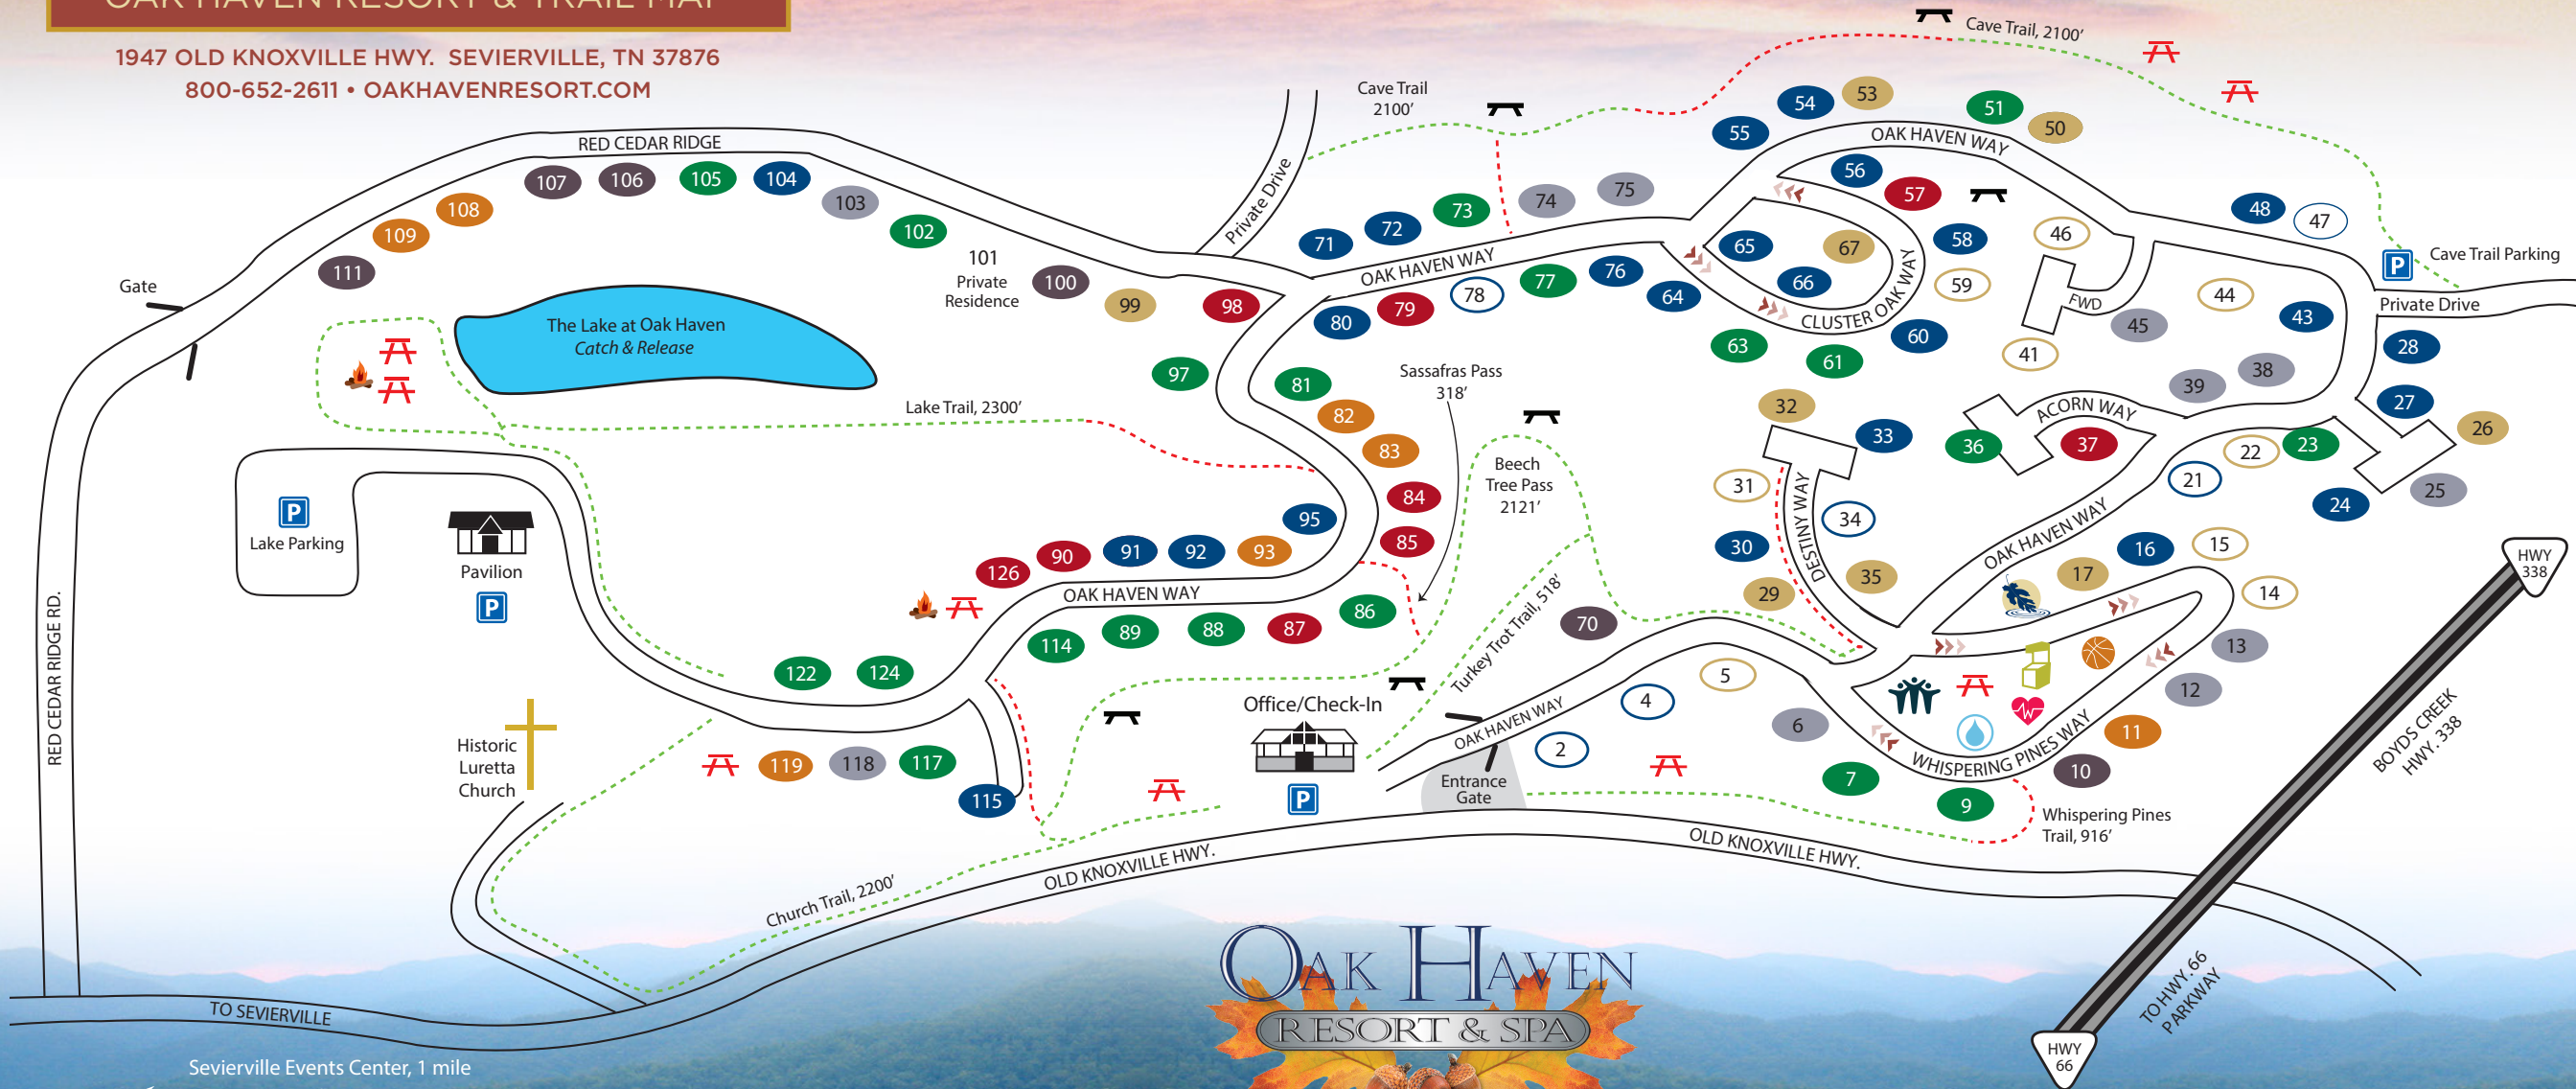 OAK HAVEN RESORT & TRAIL MAP
1947 OLD KNOXVILLE HWY. SEVIERVILLE, TN 37876
800-652-2611 • OAKHAVENRESORT.COM
Cave Trail, 2100'
Cave Trail
2100'
RED CEDAR RIDGE
Private Drive
OAK HAVEN WAY
54
53
51
50
55
56
57
107
106
105
104
103
102
108
109
111
Gate
101
Private
Residence
100
99
98
71
72
73
74
75
OAK HAVEN WAY
80
79
78
77
76
64
65
67
66
58
59
60
CLUSTER OAK WAY
63
61
46
48
47
P
Cave Trail Parking
Private Drive
FWD
45
44
43
41
28
39
38
27
26
25
24
ACORN WAY
36
37
22
23
21
The Lake at Oak Haven
Catch & Release
Lake Trail, 2300'
97
81
82
83
84
85
Sassafras Pass
318'
Beech
Tree Pass
2121'
32
33
31
34
30
29
35
DESTINY WAY
OAK HAVEN WAY
16
15
17
14
13
12
11
10
9
7
6
WHISPERING PINES WAY
Whispering Pines
Trail, 916'
P
Lake Parking
Pavilion
P
126
90
91
92
93
95
OAK HAVEN WAY
114
89
88
87
86
Turkey Trot Trail, 518'
70
5
4
2
OAK HAVEN WAY
Entrance
Gate
Office/Check-In
P
122
124
119
118
117
115
Historic
Luretta
Church
RED CEDAR RIDGE RD.
Church Trail, 2200'
OLD KNOXVILLE HWY.
OLD KNOXVILLE HWY.
HWY
338
BOYDS CREEK
HWY. 338
TO HWY. 66
PARKWAY
HWY
66
TO SEVIERVILLE
Sevierville Events Center, 1 mile
OAK HAVEN
RESORT & SPA